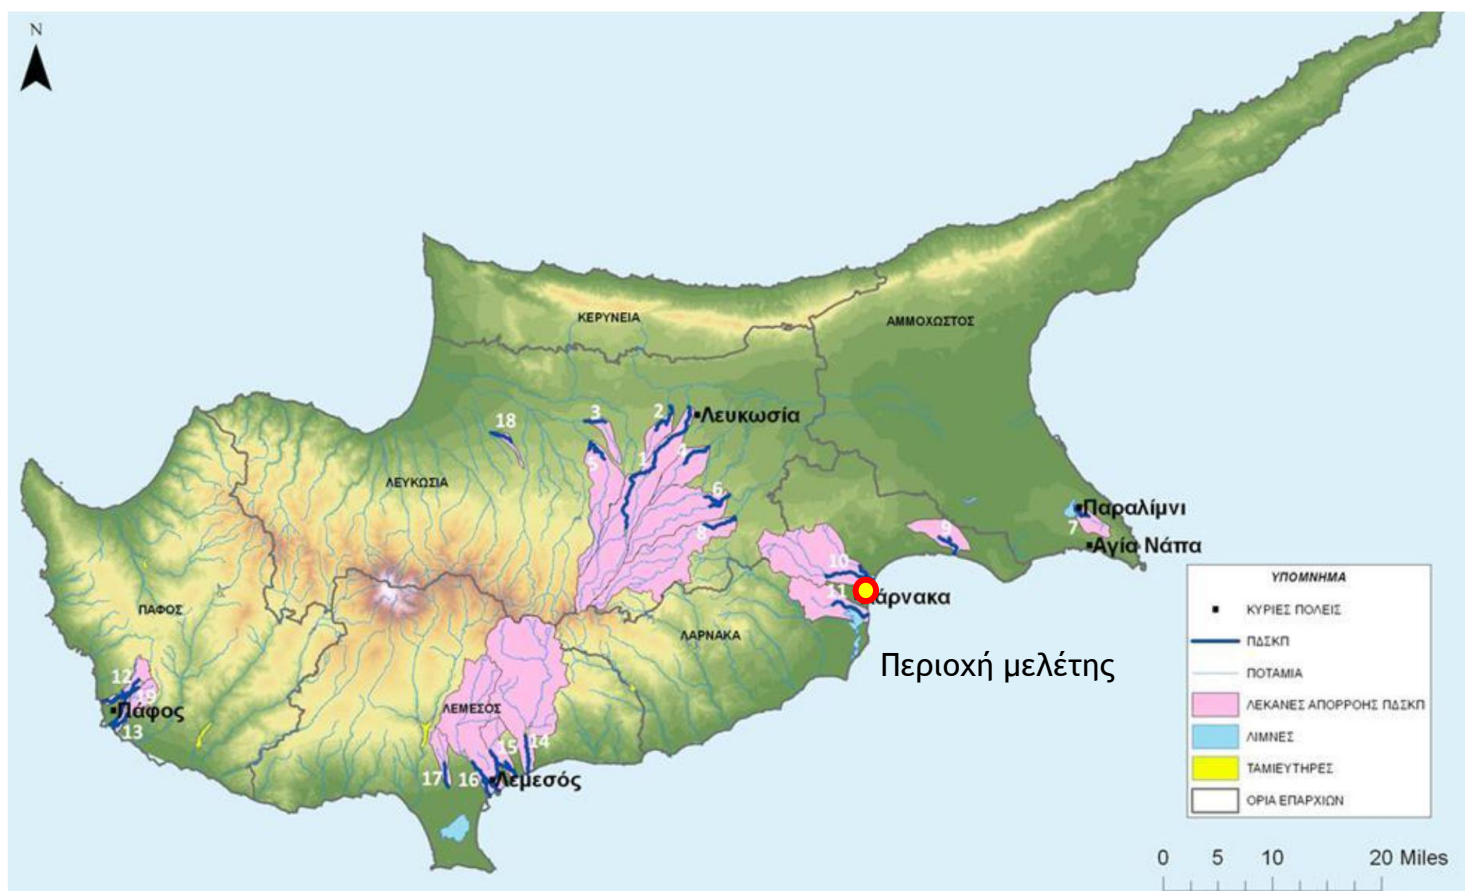 N
ΚΕΡΥΝΕΙΑ
ΑΜΜΟΧΩΣΤΟΣ
18
3
2
Λευκωσία
1
4
5
ΛΕΥΚΩΣΙΑ
6
8
Παραλίμνι
7
9
Αγία Νάπα
10
11
άρνακα
ΠΑΦΟΣ
ΛΑΡΝΑΚΑ
Περιοχή μελέτης
12
19
Πάφος
13
ΛΕΜΕΣΟΣ
15
14
17
16
Λεμεσός
ΥΠΟΜΝΗΜΑ
ΚΥΡΙΕΣ ΠΟΛΕΙΣ
ΠΔΣΚΠ
ΠΟΤΑΜΙΑ
ΛΕΚΑΝΕΣ ΑΠΟΡΡΟΗΣ ΠΔΣΚΠ
ΛΙΜΝΕΣ
ΤΑΜΙΕΥΤΗΡΕΣ
ΟΡΙΑ ΕΠΑΡΧΙΩΝ
0 5 10 20 Miles